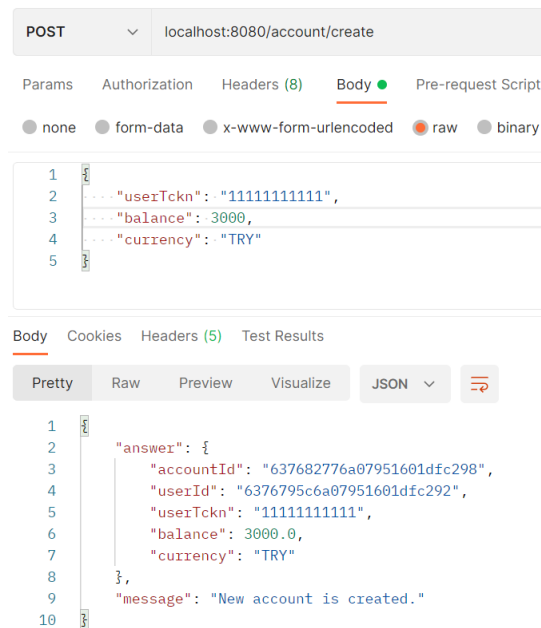 POST localhost:8080/account/create
Params Authorization Headers (8) Body Pre-request Script
none form-data x-www-form-urlencoded raw binary
1 {
2 "userTckn": "11111111111",
3 "balance": 3000,
4 "currency": "TRY"
5 }
Body Cookies Headers (5) Test Results
Pretty Raw Preview Visualize JSON
1 {
2 "answer": {
3 "accountId": "637682776a07951601dfc298",
4 "userId": "6376795c6a07951601dfc292",
5 "userTckn": "11111111111",
6 "balance": 3000.0,
7 "currency": "TRY"
8 },
9 "message": "New account is created."
10 }